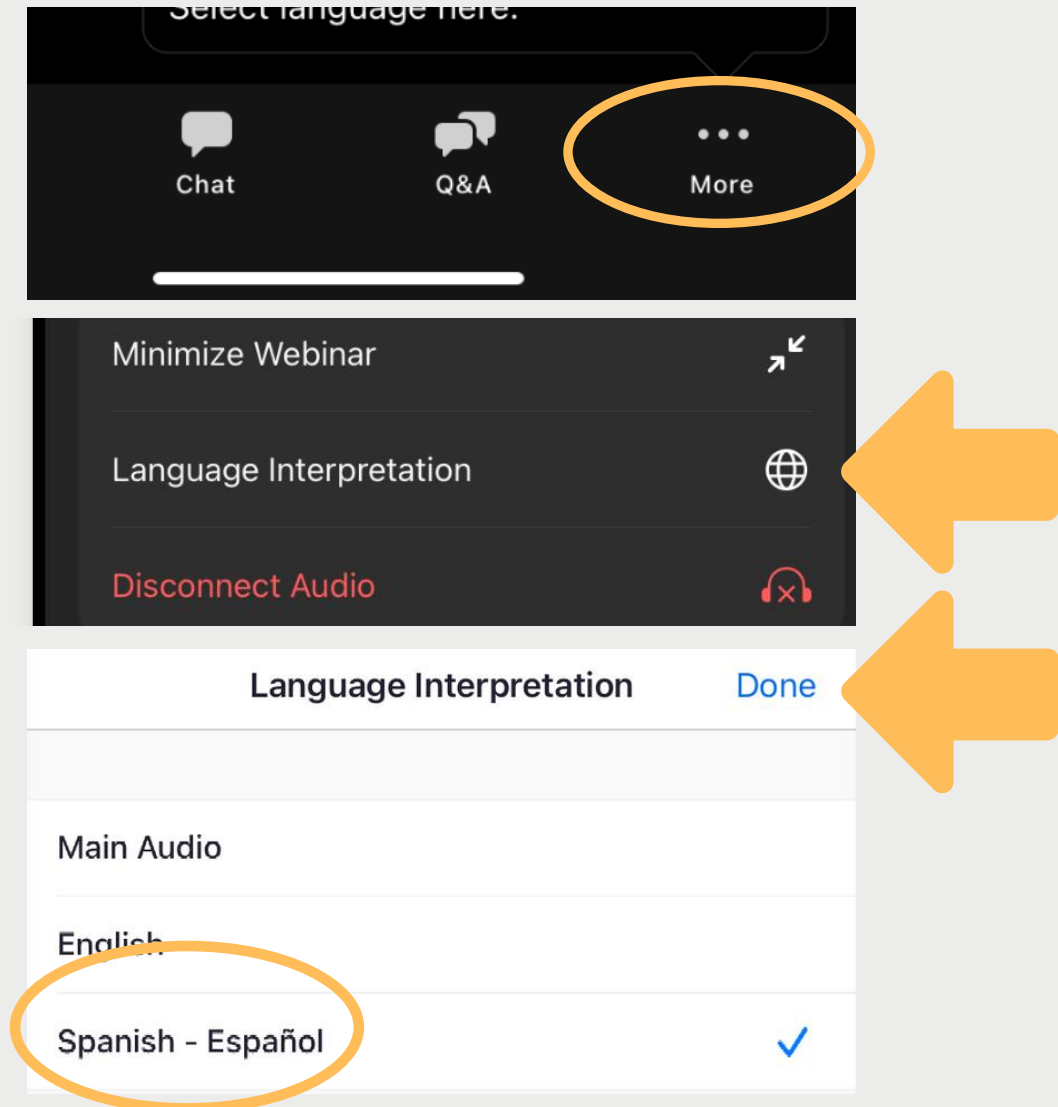 Select language here.
Chat Q&A More
Minimize Webinar
Language Interpretation
Disconnect Audio
Language Interpretation Done
Main Audio
English
Spanish - Español